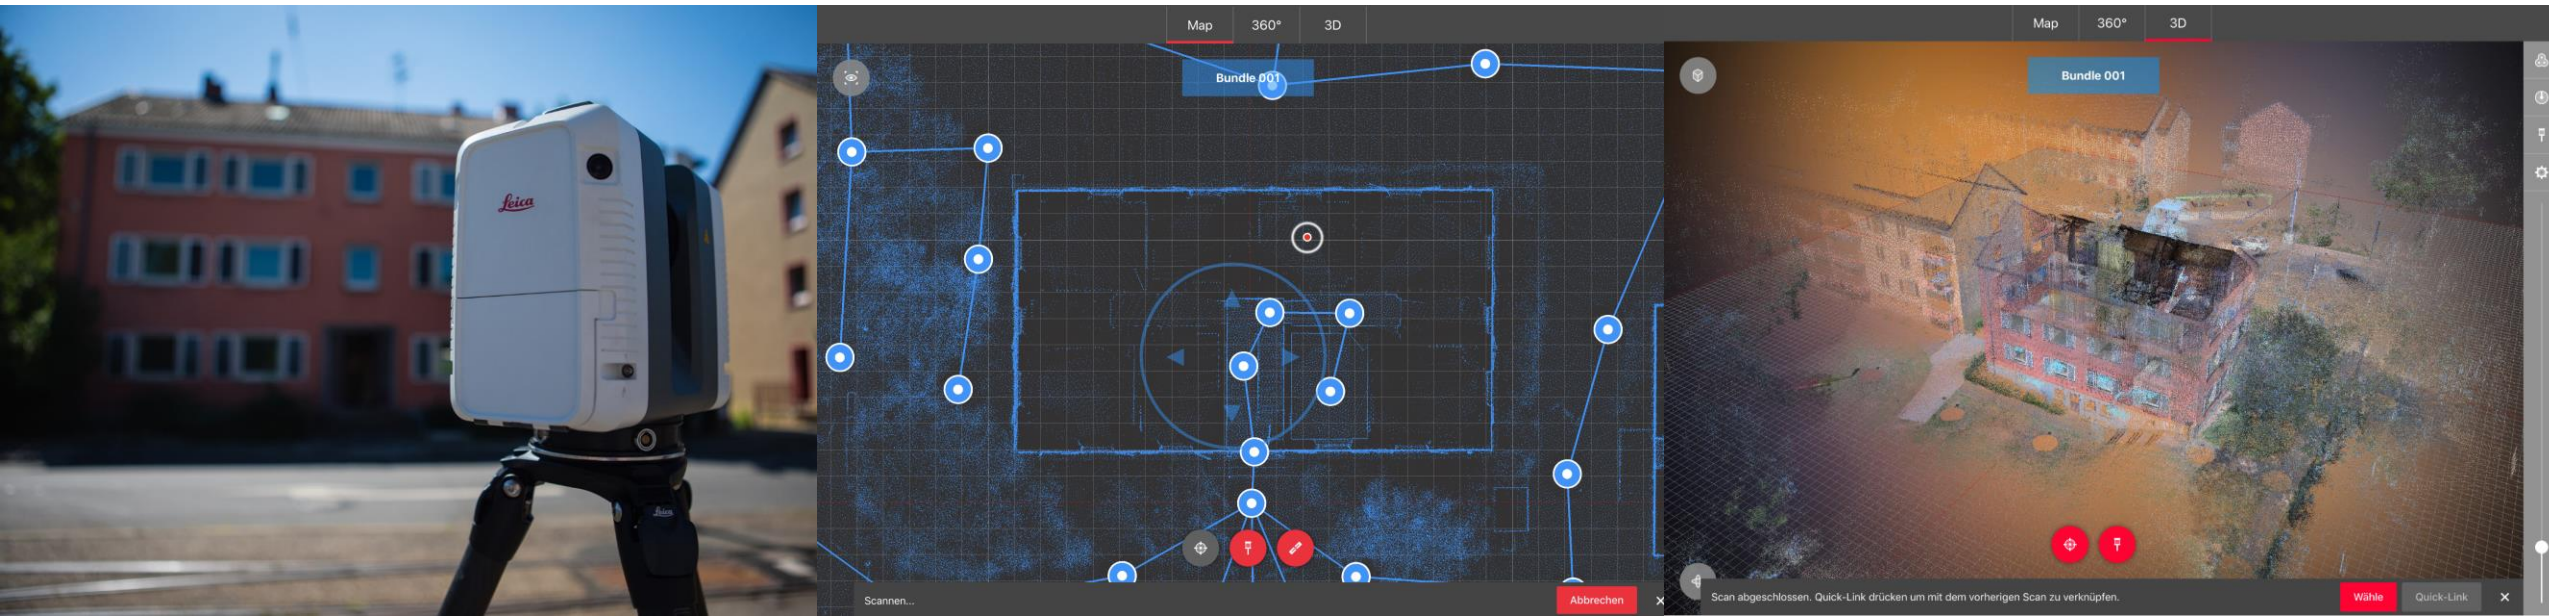 Leica
Leica
Map
360°
3D
Bundle 001
Scannen...
Abbrechen
Map
360°
3D
Bundle 001
Scan abgeschlossen. Quick-Link drücken um mit dem vorherigen Scan zu verknüpfen.
Wähle
Quick-Link